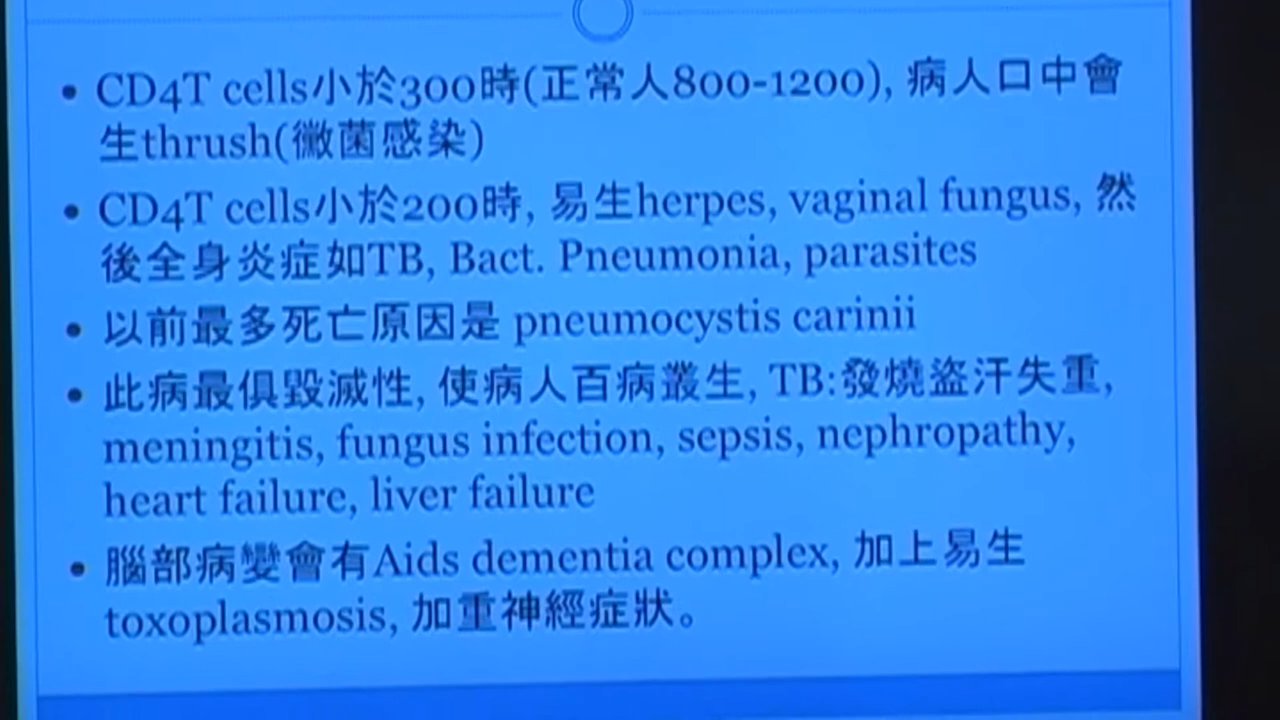 • CD4T cells小於300時(正常人800-1200), 病人口中會
生thrush(黴菌感染)
• CD4T cells小於200時, 易生herpes, vaginal fungus, 然
後全身炎症如TB, Bact. Pneumonia, parasites
• 以前最多死亡原因是 pneumocystis carinii
• 此病最俱毀滅性, 使病人百病叢生, TB:發燒盜汗失重,
meningitis, fungus infection, sepsis, nephropathy,
heart failure, liver failure
• 腦部病變會有Aids dementia complex, 加上易生
toxoplasmosis, 加重神經症狀。